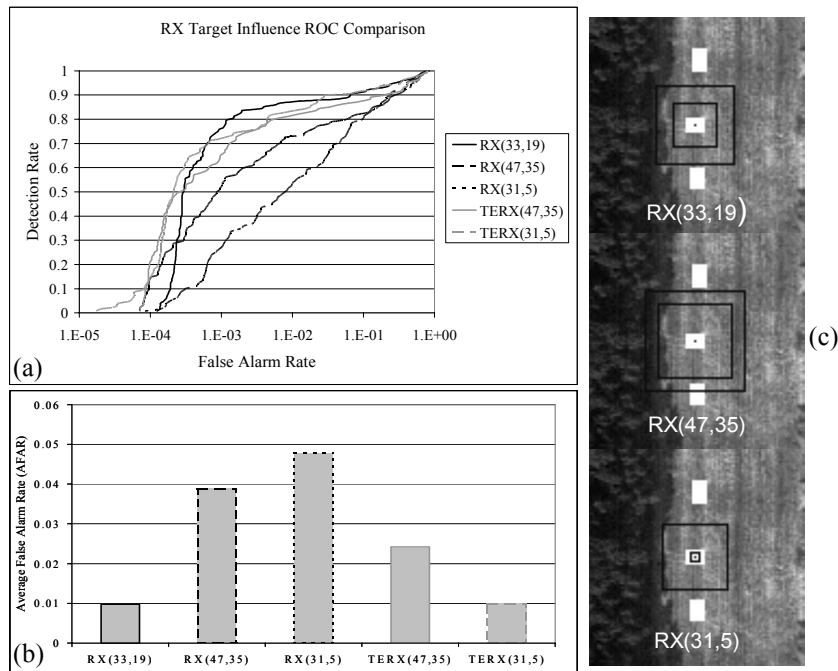 RX Target Influence ROC Comparison
1
0.9
0.8
0.7
0.6
0.5
0.4
0.3
0.2
0.1
0
Detection Rate
1.E-05 1.E-04 1.E-03 1.E-02 1.E-01 1.E+00
False Alarm Rate
RX(33,19)
RX(47,35)
RX(31,5)
TERX(47,35)
TERX(31,5)
(a)
0.06
0.05
0.04
0.03
0.02
0.01
0
Average False Alarm Rate (AFAR)
RX(33,19) RX(47,35) RX(31,5) TERX(47,35) TERX(31,5)
(b)
RX(33,19)
RX(47,35)
RX(31,5)
(c)